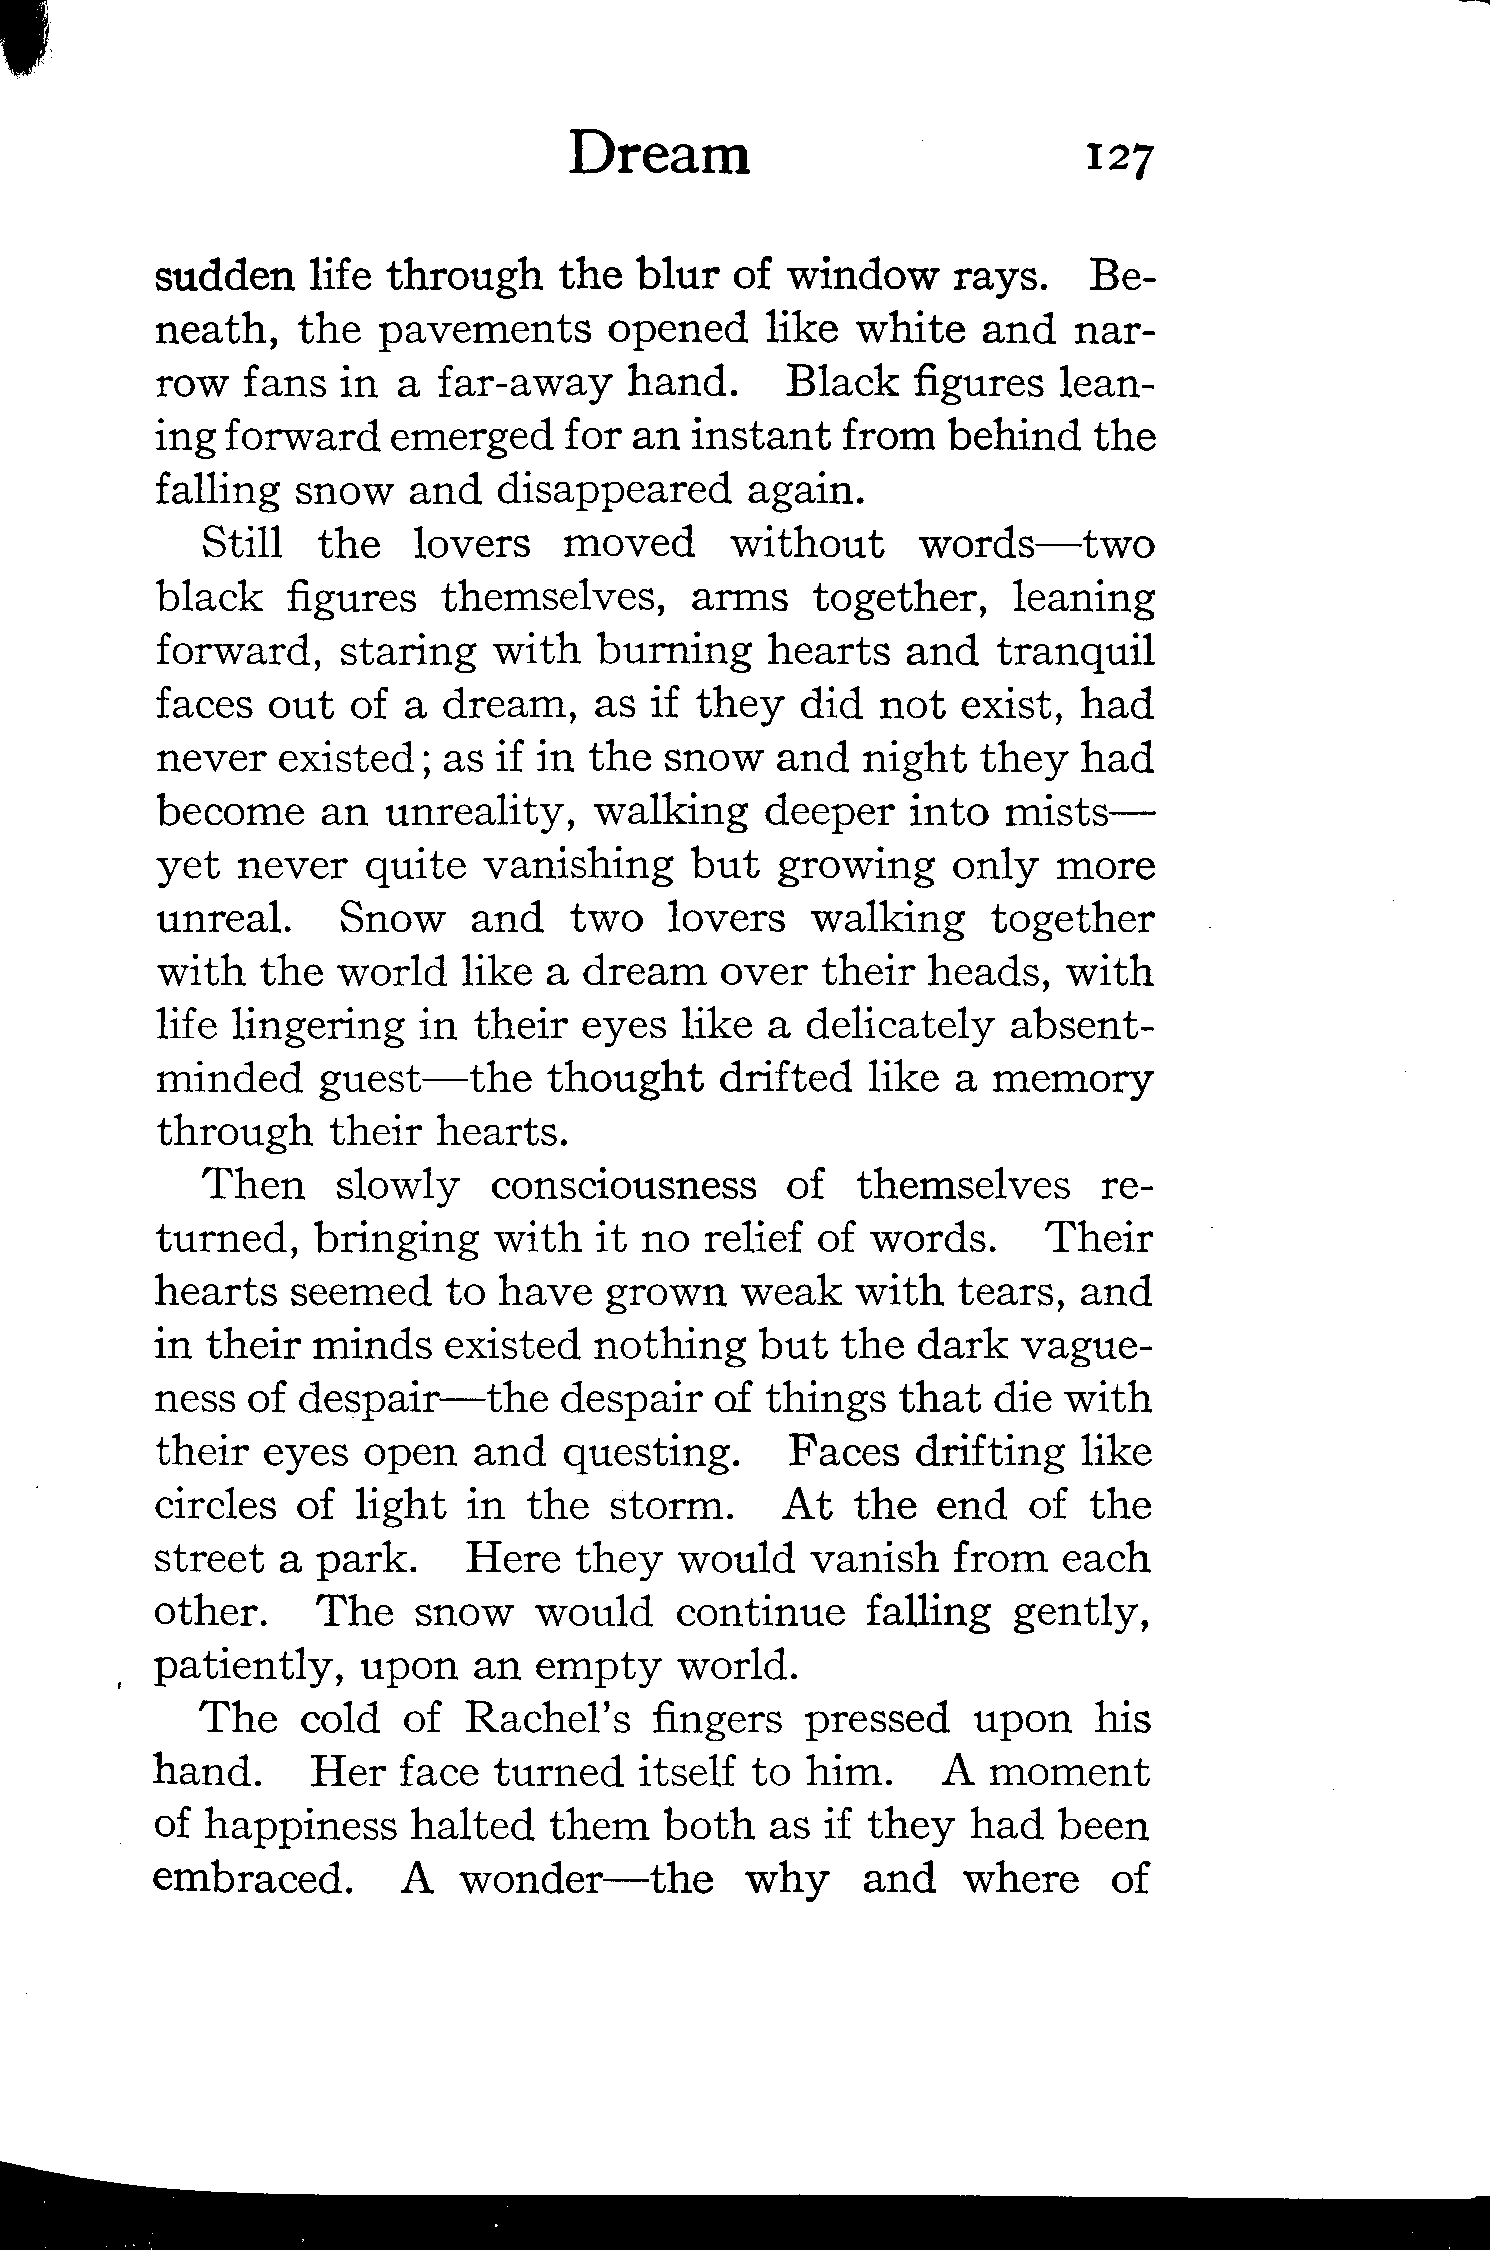 Dream 127
sudden life through the blur of window rays. Be-
neath, the pavements opened like white and nar-
row fans in a far-away hand. Black figures lean-
ing forward emerged for an instant from behind the
falling snow and disappeared again.
Still the lovers moved without words—two
black figures themselves, arms together, leaning
forward, staring with burning hearts and tranquil
faces out of a dream, as if they did not exist, had
never existed; as if in the snow and night they had
become an unreality, walking deeper into mists—
yet never quite vanishing but growing only more
unreal. Snow and two lovers walking together
with the world like a dream over their heads, with
life lingering in their eyes like a delicately absent-
minded guest—the thought drifted like a memory
through their hearts.
Then slowly consciousness of themselves re-
turned, bringing with it no relief of words. Their
hearts seemed to have grown weak with tears, and
in their minds existed nothing but the dark vague-
ness of despair—the despair of things that die with
their eyes open and questing. Faces drifting like
circles of light in the storm. At the end of the
street a park. Here they would vanish from each
other. The snow would continue falling gently,
patiently, upon an empty world.
The cold of Rachel's fingers pressed upon his
hand. Her face turned itself to him. A moment
of happiness halted them both as if they had been
embraced. A wonder—the why and where of